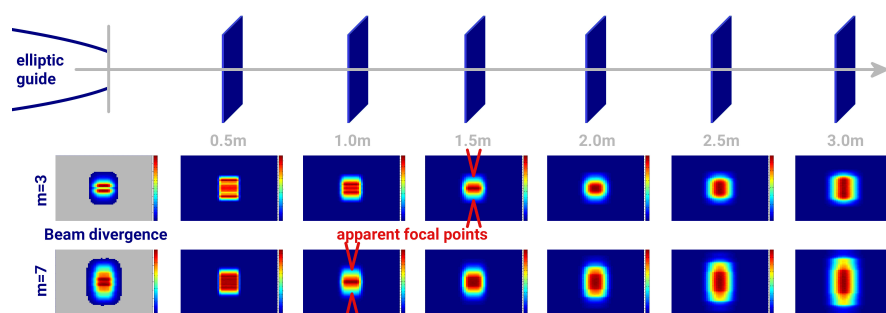 elliptic
guide
0.5m 1.0m 1.5m 2.0m 2.5m 3.0m
m=3
Beam divergence apparent focal points
m=7